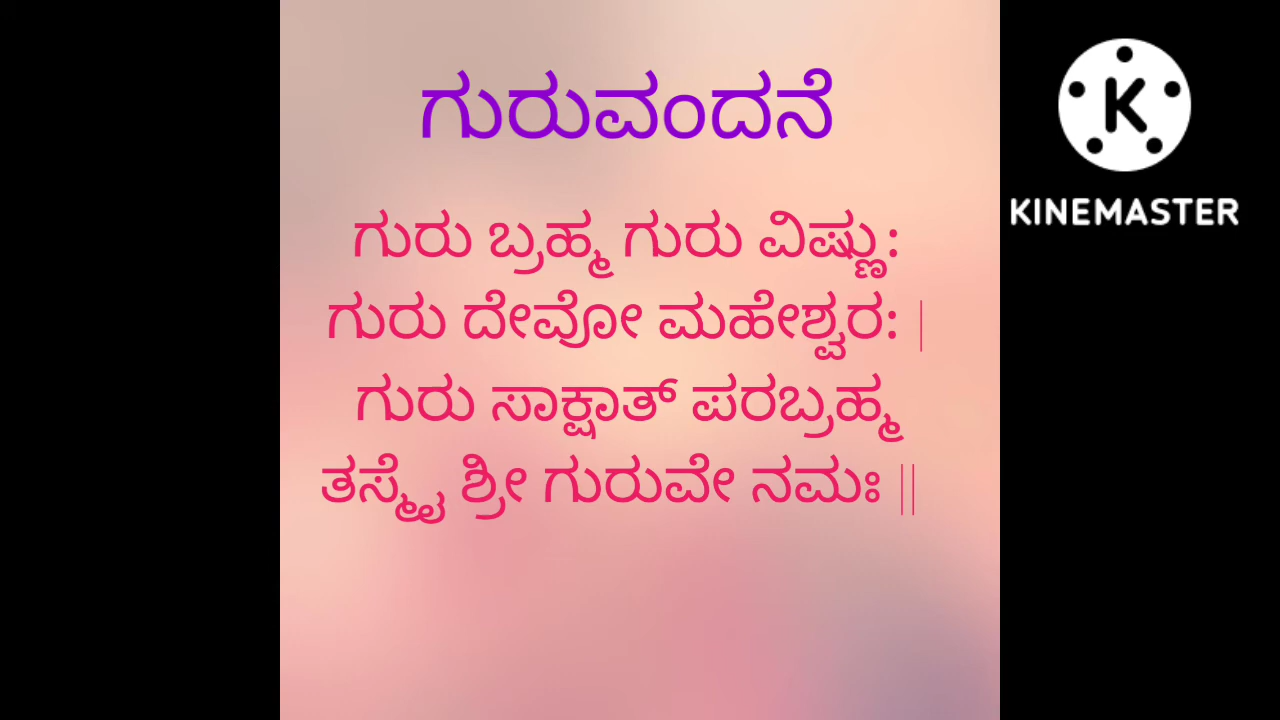 ಗುರುವಂದನೆ
ಗುರು ಬ್ರಹ್ಮ ಗುರು ವಿಷ್ಣು:
ಗುರು ದೇವೋ ಮಹೇಶ್ವರ: |
ಗುರು ಸಾಕ್ಷಾತ್ ಪರಬ್ರಹ್ಮ
ತಸ್ಮೈ ಶ್ರೀ ಗುರುವೇ ನಮಃ ||
KINEMASTER